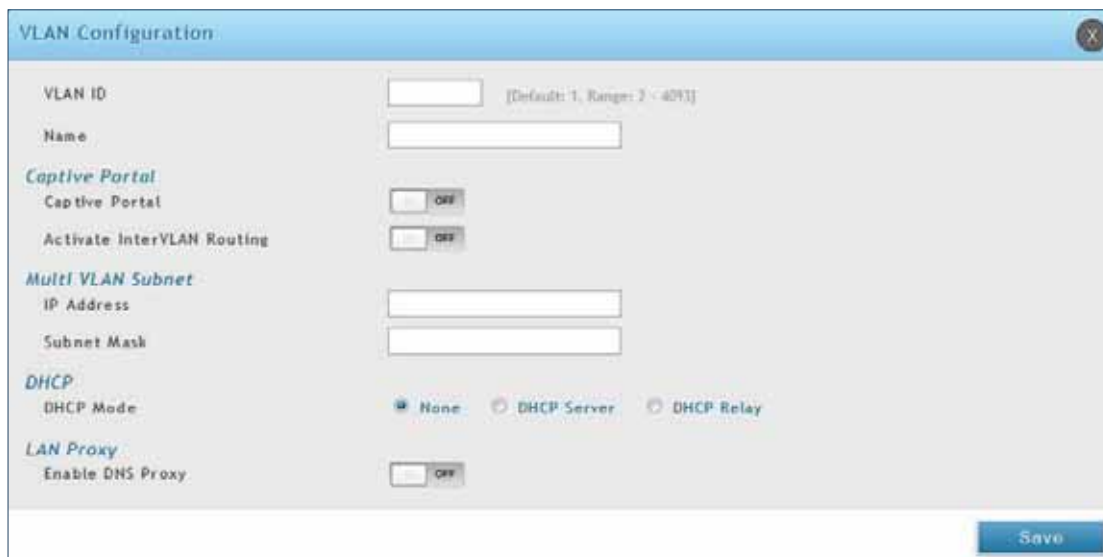 VLAN Configuration
X
VLAN ID [Default: 1, Range: 2 - 4093]
Name
Captive Portal
Captive Portal OFF
Activate InterVLAN Routing OFF
Multi VLAN Subnet
IP Address
Subnet Mask
DHCP
DHCP Mode None DHCP Server DHCP Relay
LAN Proxy
Enable DNS Proxy OFF
Save